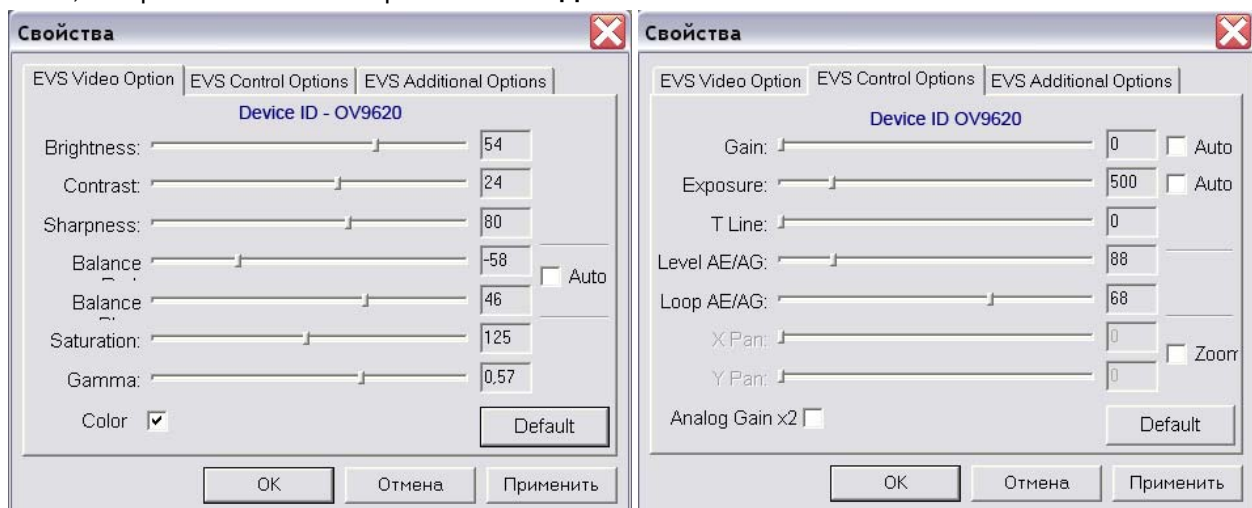 Свойства
EVS Video Option EVS Control Options EVS Additional Options
Device ID - OV9620
Brightness: 54
Contrast: 24
Sharpness: 80
Balance -58
Auto
Balance 46
Saturation: 125
Gamma: 0,57
Color
Default
OK Отмена Применить
Свойства
EVS Video Option EVS Control Options EVS Additional Options
Device ID OV9620
Gain: 0 Auto
Exposure: 500 Auto
T Line: 0
Level AE/AG: 88
Loop AE/AG: 68
X Pan: 0
Zoom
Y Pan: 0
Analog Gain x2
Default
OK Отмена Применить